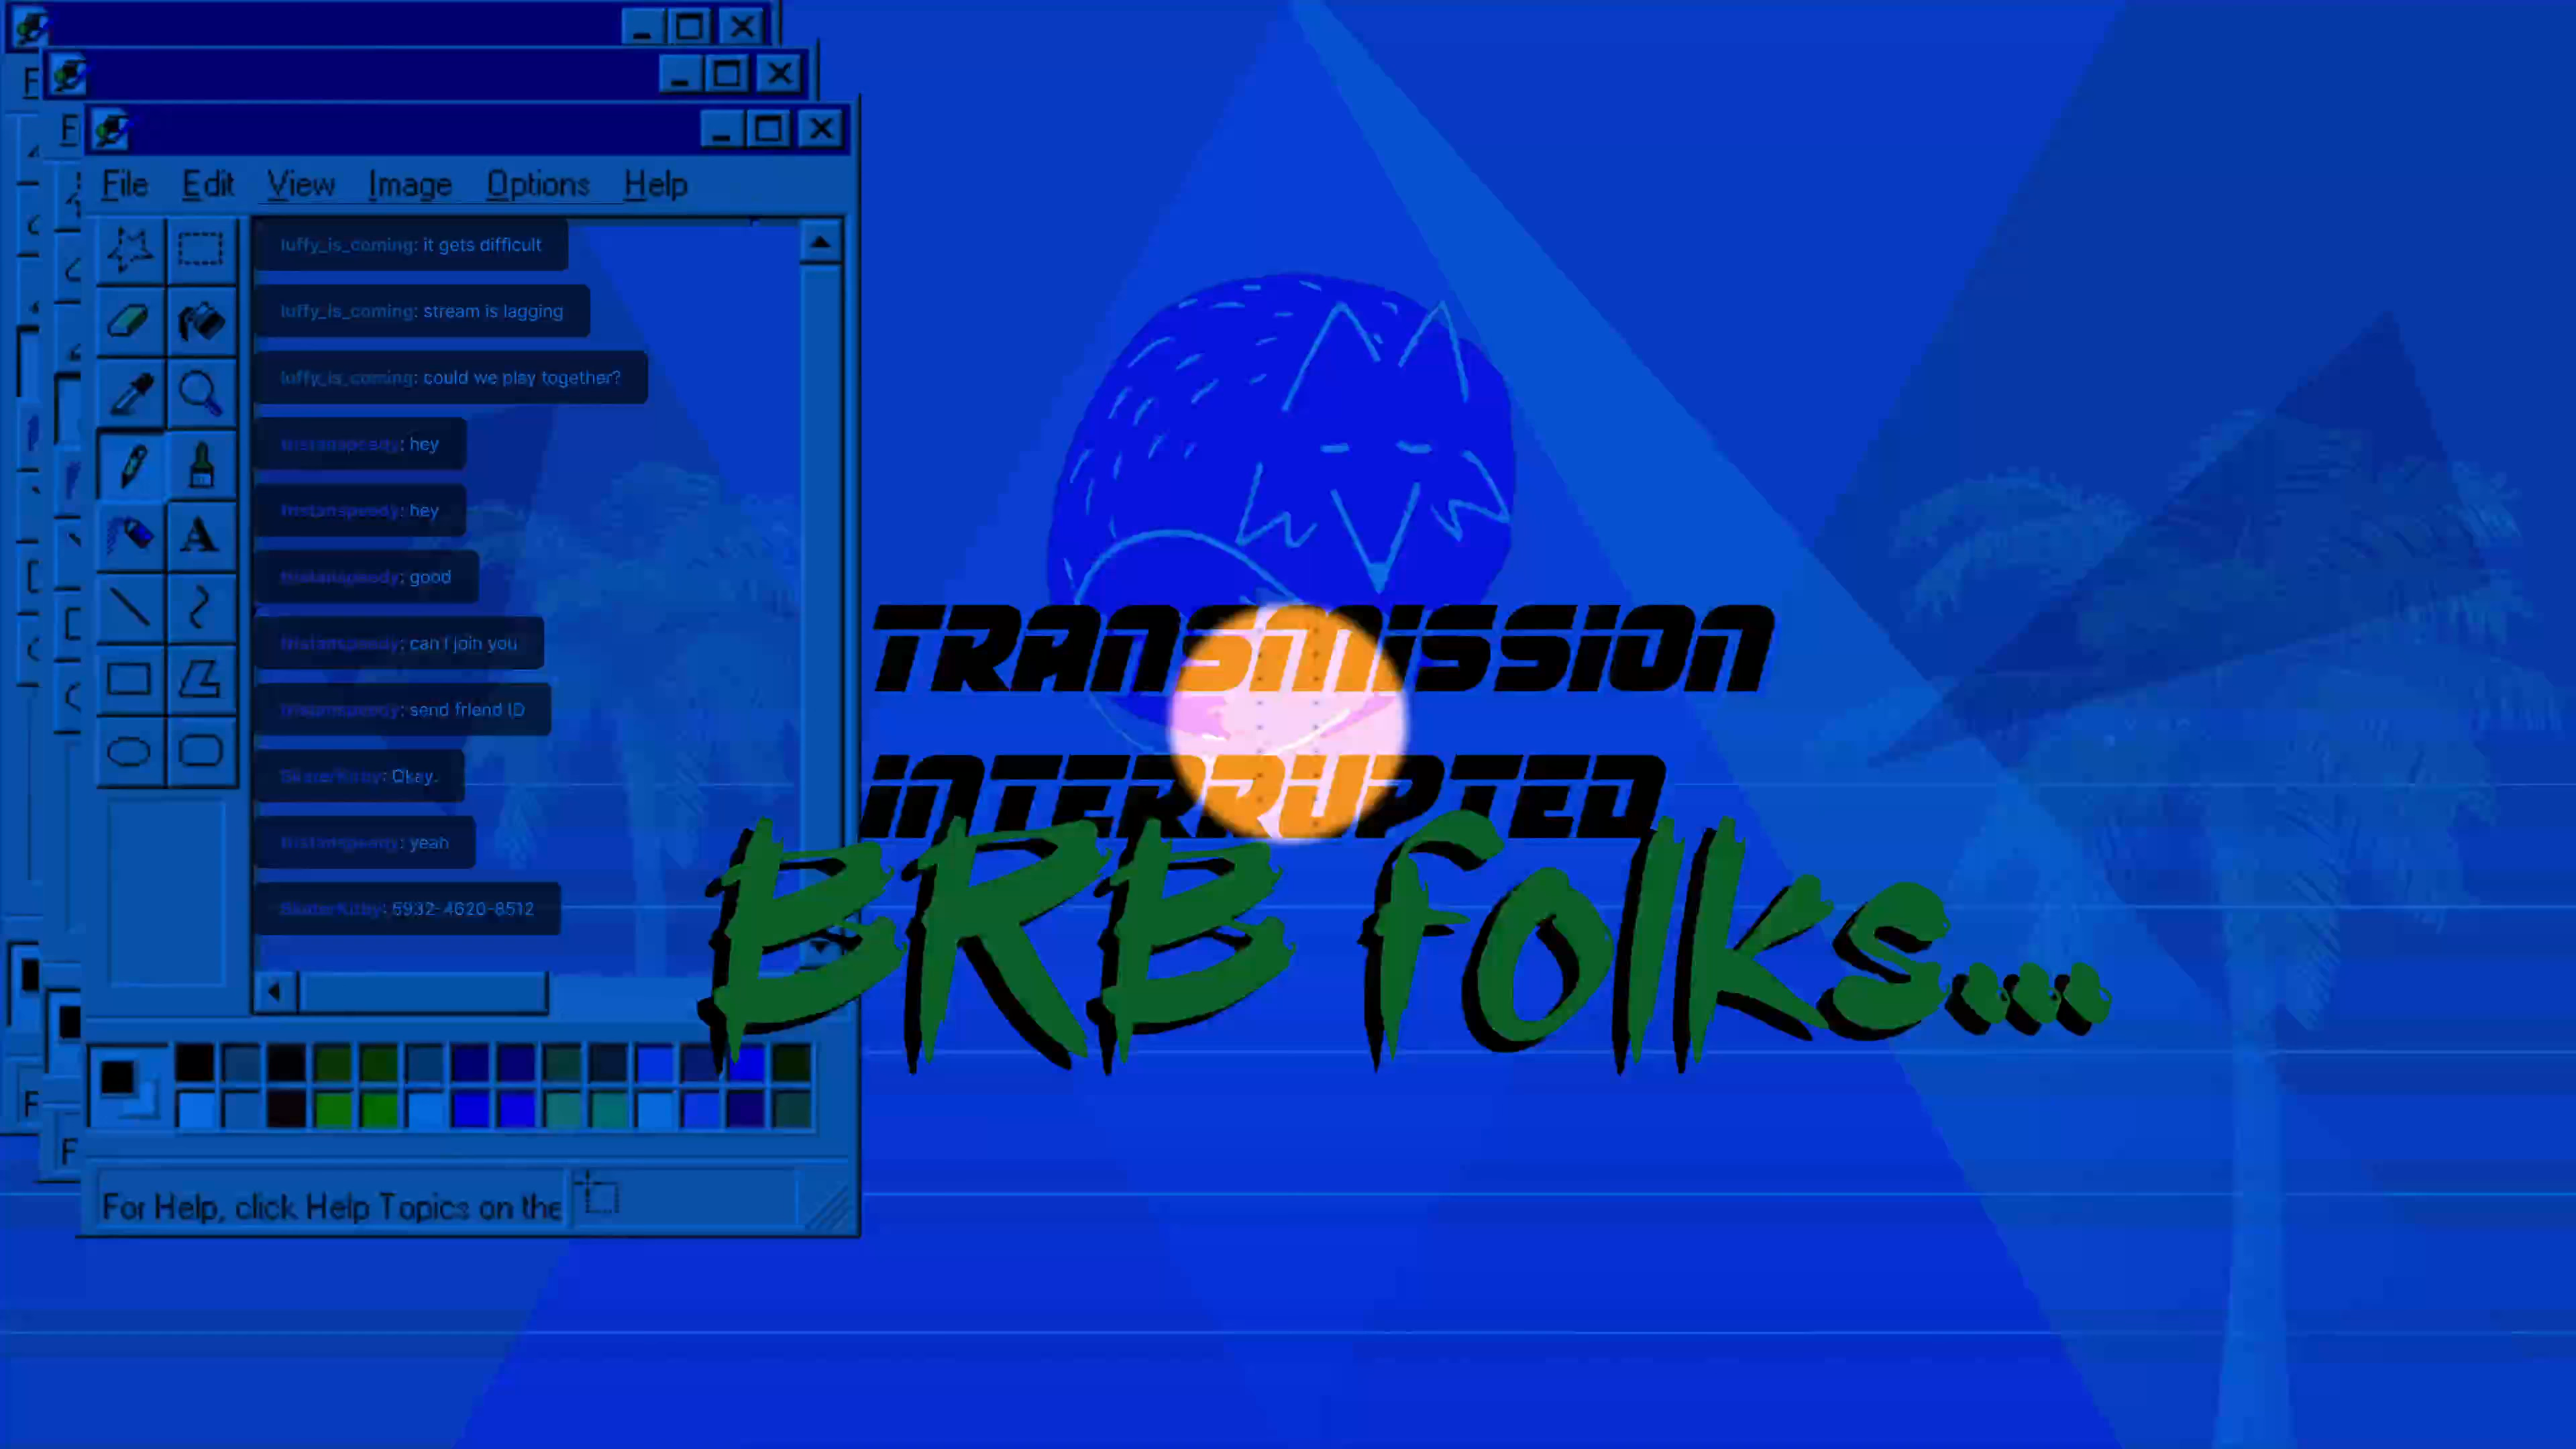 File Edit View Image Options Help
luffy_is_coming: it gets difficult
luffy_is_coming: stream is lagging
luffy_is_coming: could we play together?
: hey
: hey
: good
: can I join you
: send friend ID
SkaterKirby: Okay.
: yeah
SkaterKirby: 5932-4620-8512
TRANSMISSION
INTERRUPTED
BRB folks....
A
For Help, click Help Topics on the
F
F
F
F